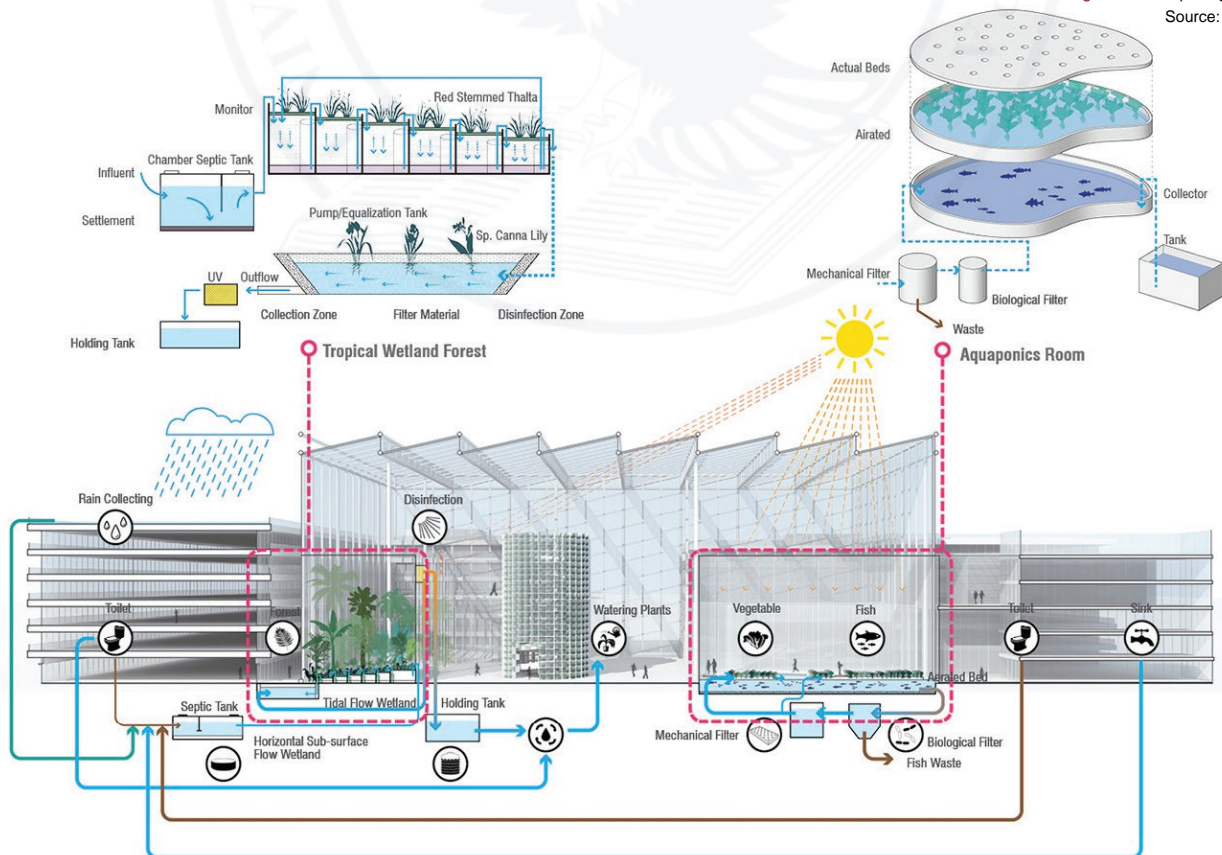 Source:
Actual Beds
Airated
Collector
Tank
Mechanical Filter
Biological Filter
Waste
Aquaponics Room
Monitor
Red Stemmed Thalta
Chamber Septic Tank
Influent
Settlement
Pump/Equalization Tank
Sp. Canna Lily
UV
Outflow
Collection Zone
Filter Material
Disinfection Zone
Holding Tank
Tropical Wetland Forest
Rain Collecting
Disinfection
Toilet
Forest
Watering Plants
Vegetable
Fish
Toilet
Sink
Aerated Bed
Septic Tank
Tidal Flow Wetland
Holding Tank
Horizontal Sub-surface
Flow Wetland
Mechanical Filter
Biological Filter
Fish Waste